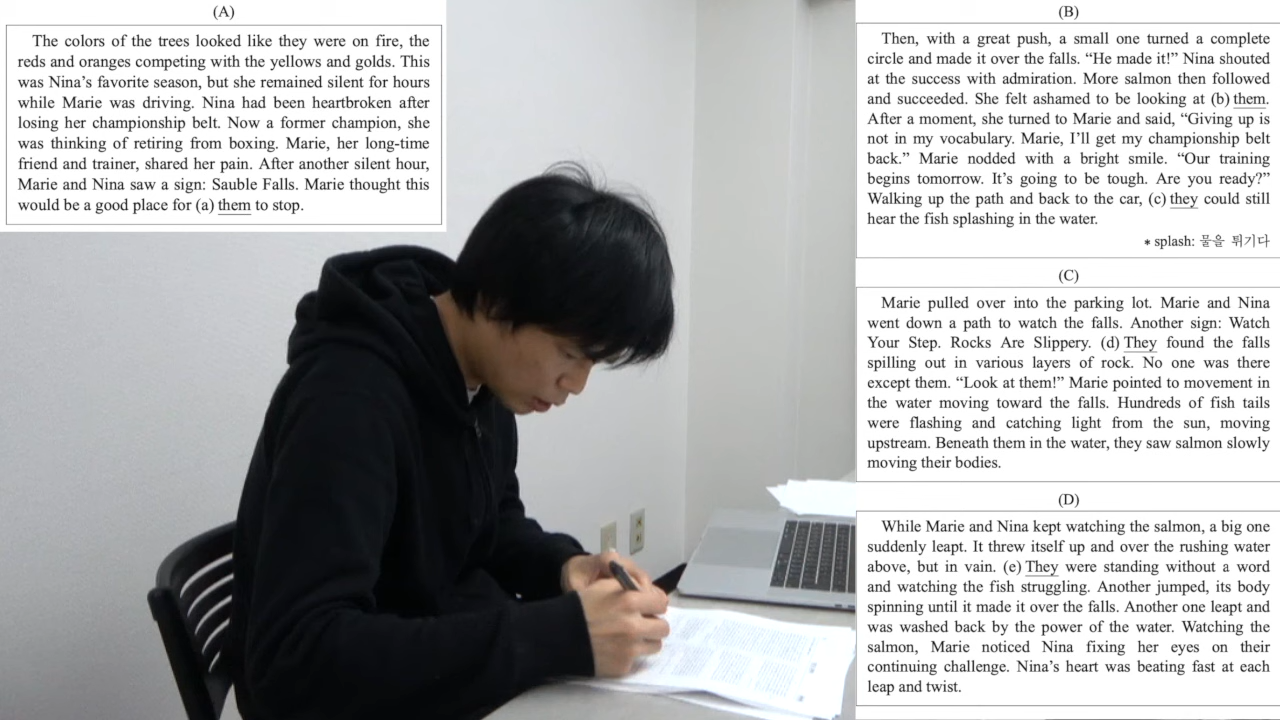 (A)
The colors of the trees looked like they were on fire, the
reds and oranges competing with the yellows and golds. This
was Nina's favorite season, but she remained silent for hours
while Marie was driving. Nina had been heartbroken after
losing her championship belt. Now a former champion, she
was thinking of retiring from boxing. Marie, her long-time
friend and trainer, shared her pain. After another silent hour,
Marie and Nina saw a sign: Sauble Falls. Marie thought this
would be a good place for (a) them to stop.
(B)
Then, with a great push, a small one turned a complete
circle and made it over the falls. “He made it!” Nina shouted
at the success with admiration. More salmon then followed
and succeeded. She felt ashamed to be looking at (b) them.
After a moment, she turned to Marie and said, “Giving up is
not in my vocabulary. Marie, I'll get my championship belt
back.” Marie nodded with a bright smile. “Our training
begins tomorrow. It's going to be tough. Are you ready?”
Walking up the path and back to the car, (c) they could still
hear the fish splashing in the water.
* splash: 물을 튀기다
(C)
Marie pulled over into the parking lot. Marie and Nina
went down a path to watch the falls. Another sign: Watch
Your Step. Rocks Are Slippery. (d) They found the falls
spilling out in various layers of rock. No one was there
except them. “Look at them!” Marie pointed to movement in
the water moving toward the falls. Hundreds of fish tails
were flashing and catching light from the sun, moving
upstream. Beneath them in the water, they saw salmon slowly
moving their bodies.
(D)
While Marie and Nina kept watching the salmon, a big one
suddenly leapt. It threw itself up and over the rushing water
above, but in vain. (e) They were standing without a word
and watching the fish struggling. Another jumped, its body
spinning until it made it over the falls. Another one leapt and
was washed back by the power of the water. Watching the
salmon, Marie noticed Nina fixing her eyes on their
continuing challenge. Nina's heart was beating fast at each
leap and twist.